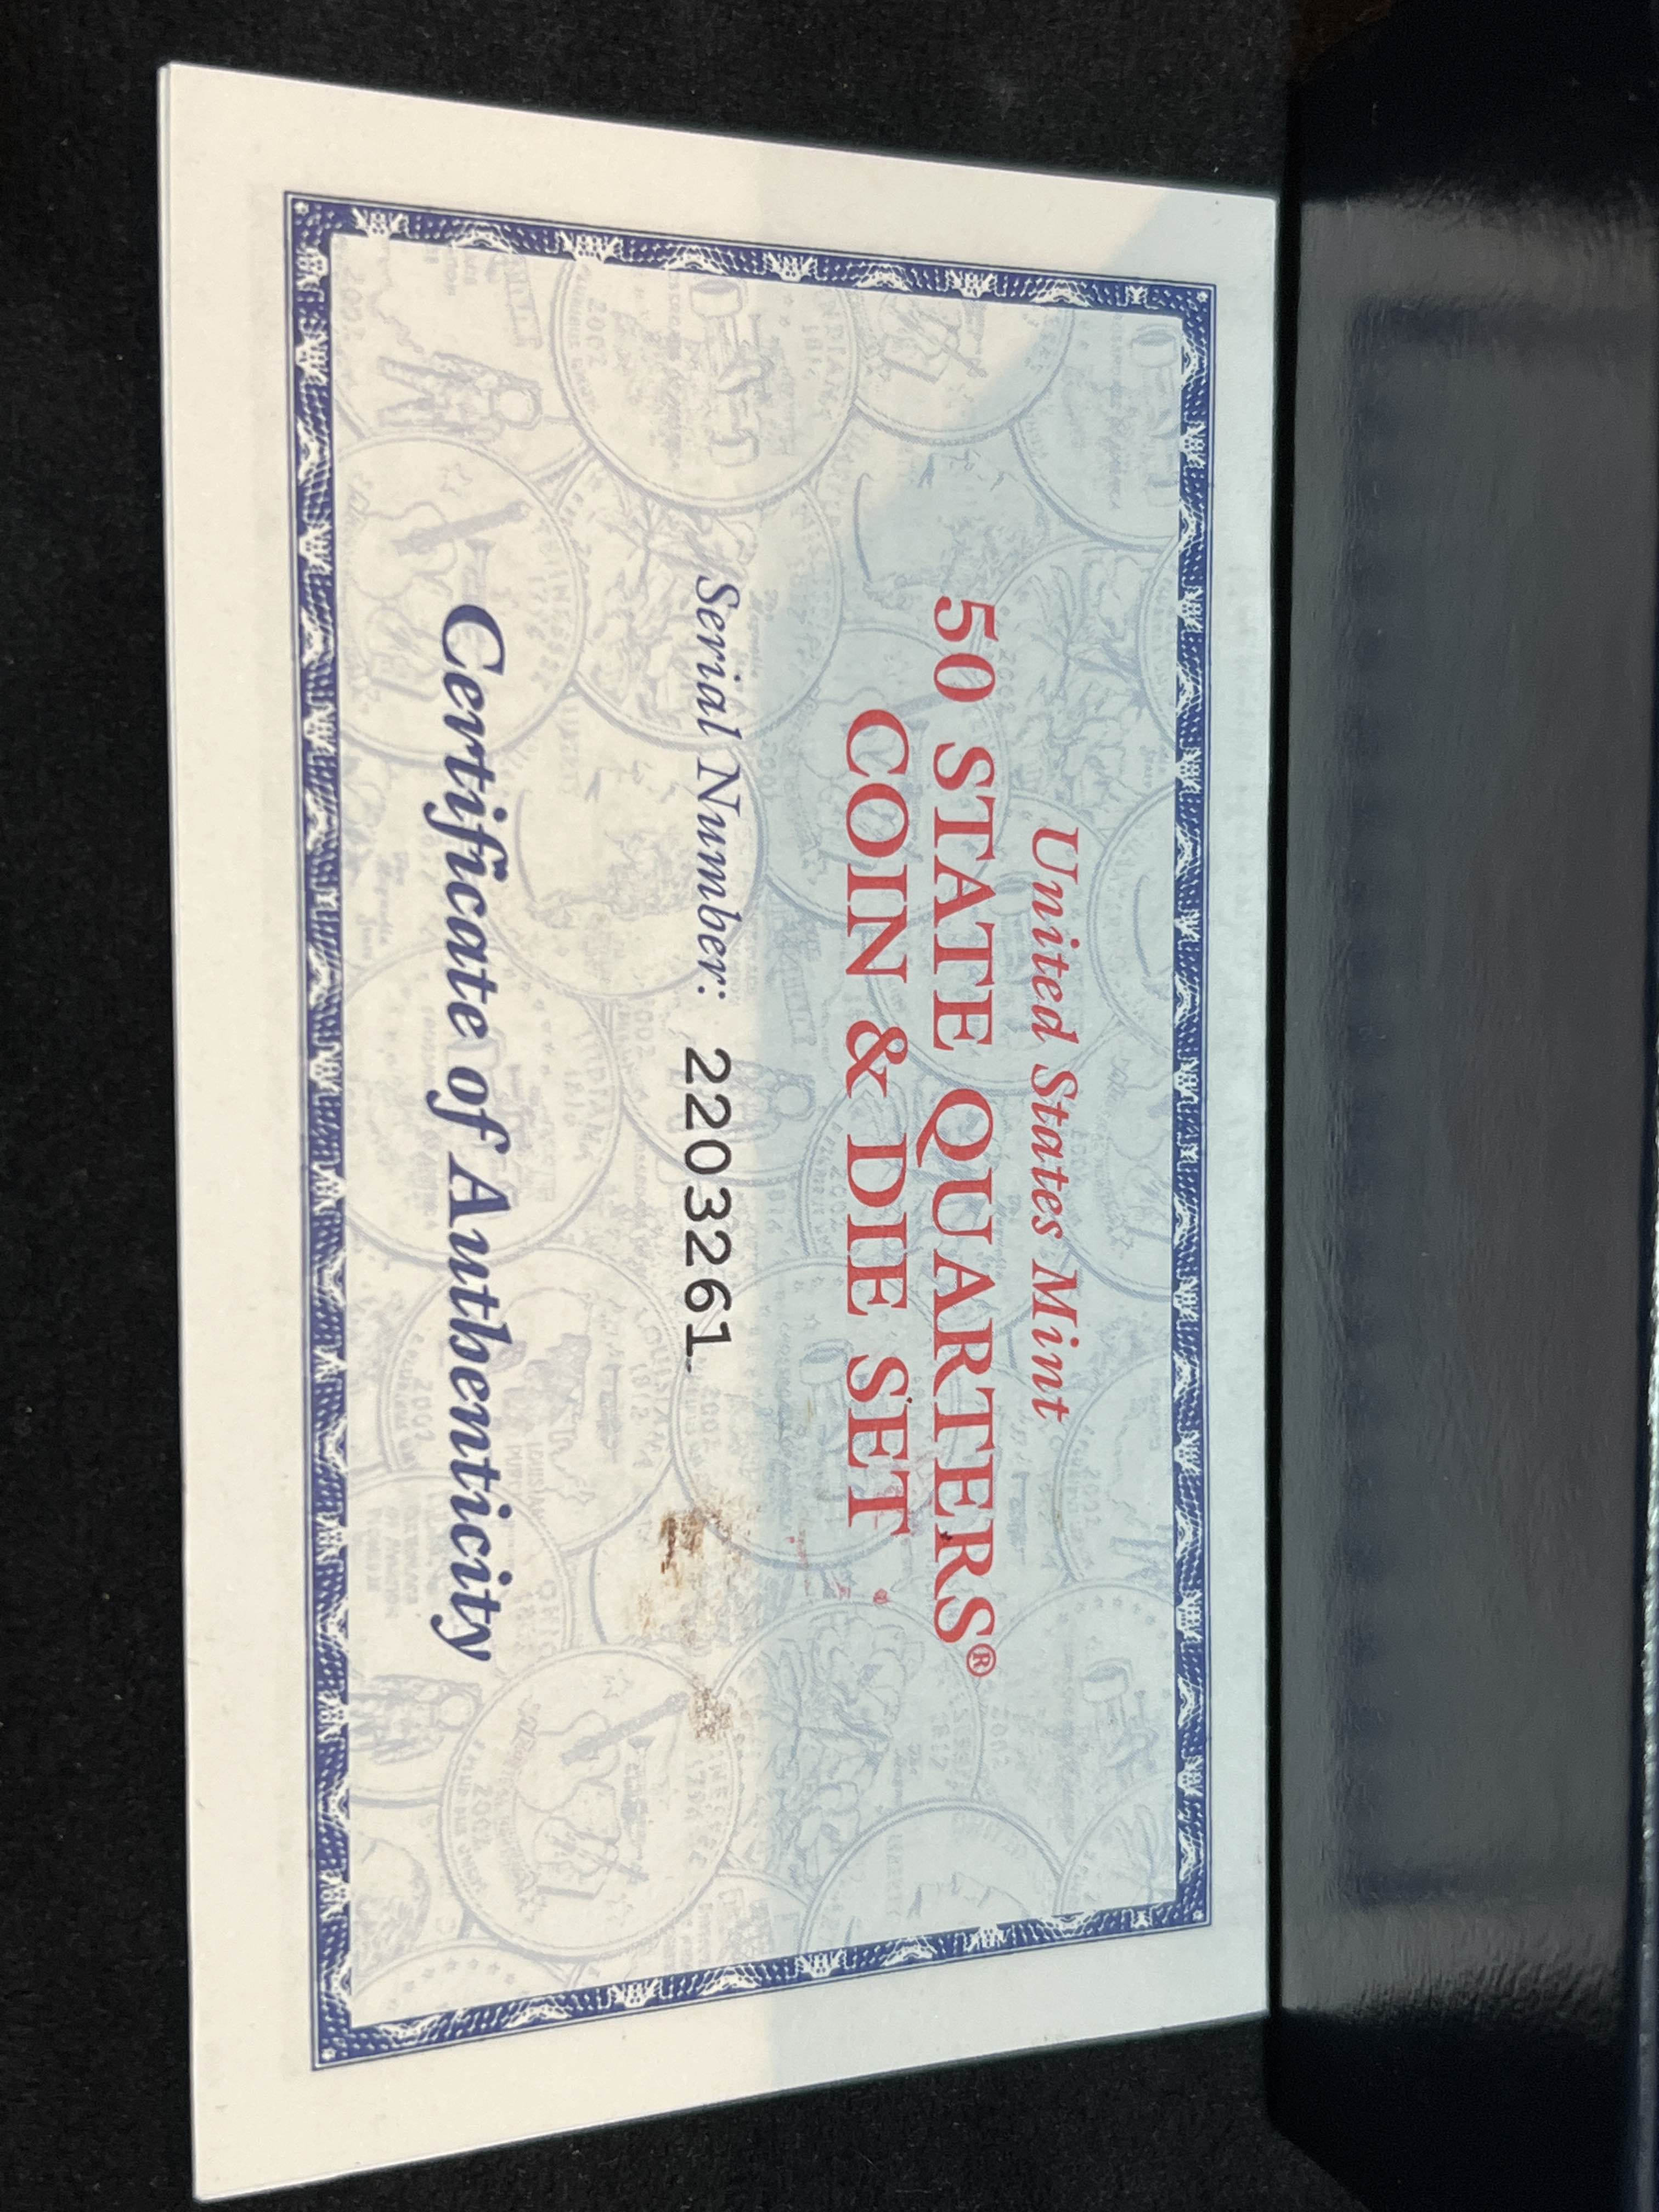 United States Mint
50 STATE QUARTERS®
COIN & DIE SET
Serial Number: 2203261
Certificate of Authenticity